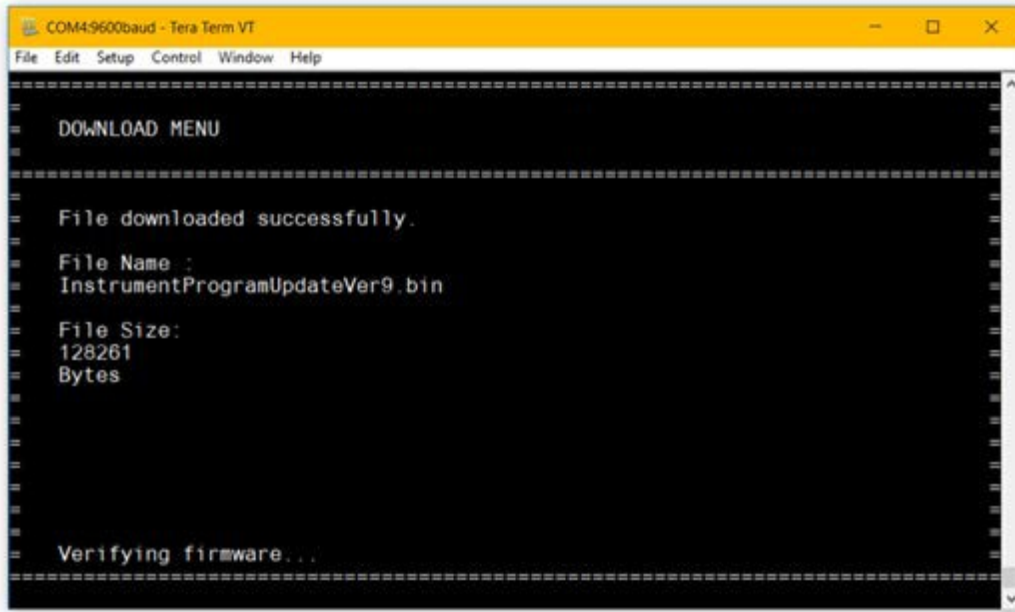 COM4:9600baud - Tera Term VT
File Edit Setup Control Window Help
DOWNLOAD MENU
File downloaded successfully.
File Name :
InstrumentProgramUpdateVer9.bin
File Size:
128261
Bytes
Verifying firmware...